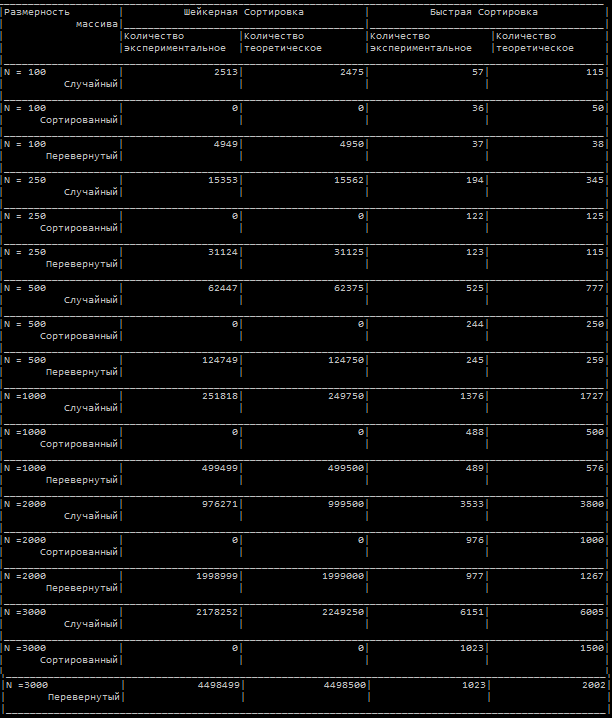 Размерность Шейкерная Сортировка Быстрая Сортировка
массива
Количество Количество Количество Количество
экспериментальное теоретическое экспериментальное теоретическое
N = 100 2513 2475 57 115
Случайный
N = 100 0 0 36 50
Сортированный
N = 100 4949 4950 37 38
Перевернутый
N = 250 15353 15562 194 345
Случайный
N = 250 0 0 122 125
Сортированный
N = 250 31124 31125 123 115
Перевернутый
N = 500 62447 62375 525 777
Случайный
N = 500 0 0 244 250
Сортированный
N = 500 124749 124750 245 259
Перевернутый
N =1000 251818 249750 1376 1727
Случайный
N =1000 0 0 488 500
Сортированный
N =1000 499499 499500 489 576
Перевернутый
N =2000 976271 999500 3533 3800
Случайный
N =2000 0 0 976 1000
Сортированный
N =2000 1998999 1999000 977 1267
Перевернутый
N =3000 2178252 2249250 6151 6005
Случайный
N =3000 0 0 1023 1500
Сортированный
N =3000 4498499 4498500 1023 2002
Перевернутый